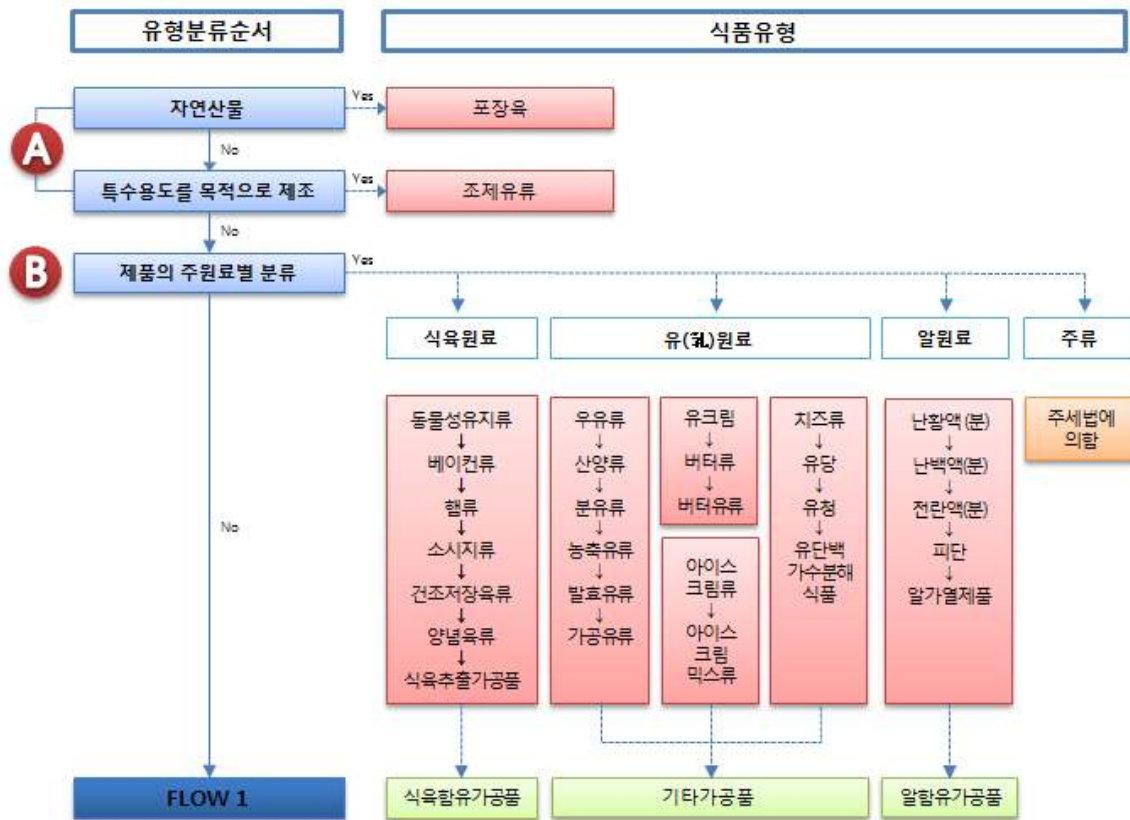 유형분류순서
식품유형
자연산물
Yes
포장육
A
No
특수용도를 목적으로 제조
Yes
조제유류
No
B
제품의 주원료별 분류
Yes
식육원료
유(乳)원료
알원료
주류
동물성유지류
↓
베이컨류
↓
햄류
↓
소시지류
↓
건조저장육류
↓
양념육류
↓
식육추출가공품
우유류
↓
산양류
↓
분유류
↓
농축유류
↓
발효유류
↓
가공유류
유크림
↓
버터류
↓
버터유류
아이스
크림류
↓
아이스
크림
믹스류
치즈류
↓
유당
↓
유청
↓
유단백
가수분해
식품
난황액(분)
↓
난백액(분)
↓
전란액(분)
↓
피단
↓
알가열제품
주세법에
의함
No
FLOW 1
식육함유가공품
기타가공품
알함유가공품